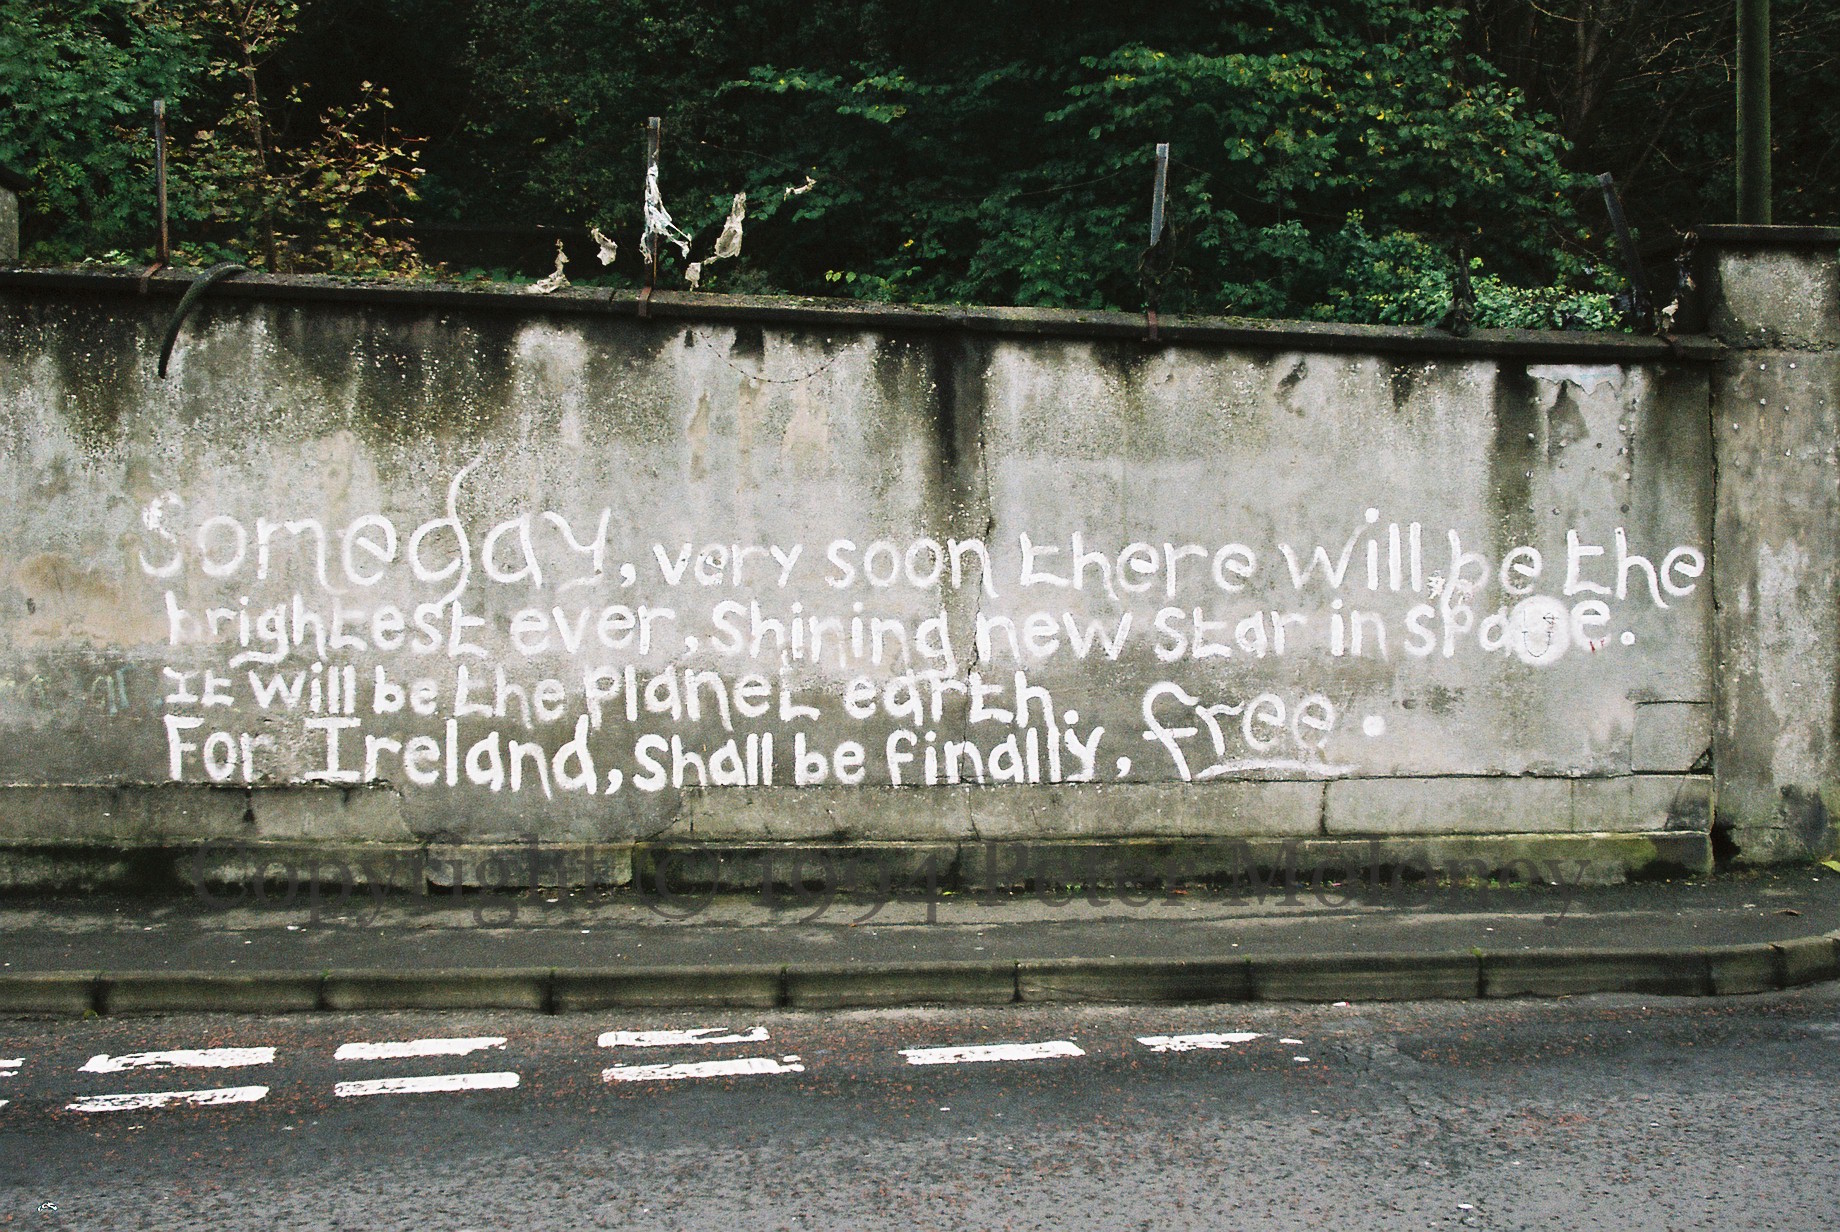 Someday, very soon there will be the
brightest ever, shining new star in space.
It will be the planet earth.
For Ireland, shall be finally, free.
Copyright © 1994 Peter Moloney